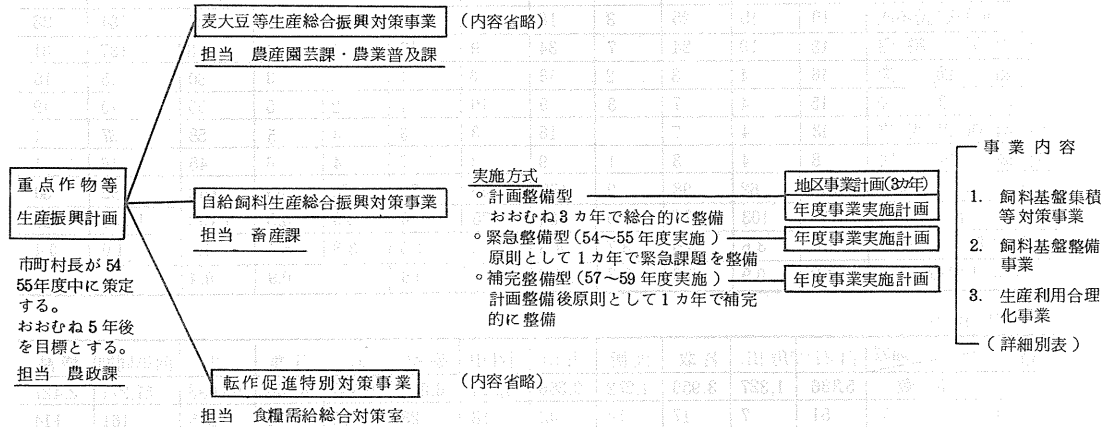 麦大豆等生産総合振興対策事業 (内容省略)
担当 農産園芸課・農業普及課
重点作物等
生産振興計画
市町村長が54
55年度中に策定
する。
おおむね5年後
を目標とする。
担当 農政課
自給飼料生産総合振興対策事業
担当 畜産課
実施方式
°計画整備型
おおむね3ヵ年で総合的に整備
°緊急整備型(54~55年度実施)
原則として1ヵ年で緊急課題を整備
°補完整備型(57~59年度実施)
計画整備後原則として1ヵ年で補完
的に整備
地区事業計画(3ヵ年)
年度事業実施計画
年度事業実施計画
年度事業実施計画
事業内容
1. 飼料基盤集積
等対策事業
2. 飼料基盤整備
事業
3. 生産利用合理
化事業
(詳細別表)
転作促進特別対策事業 (内容省略)
担当 食糧需給総合対策室